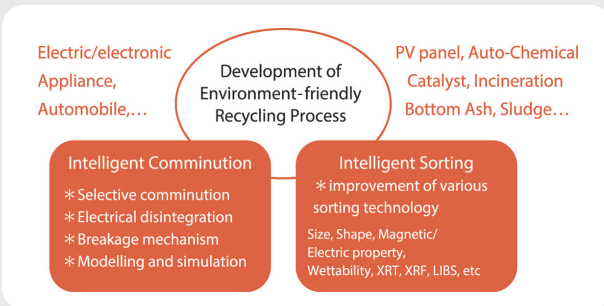 Electric/electronic
Appliance,
Automobile,...
Development of
Environment-friendly
Recycling Process
PV panel, Auto-Chemical
Catalyst, Incineration
Bottom Ash, Sludge...
Intelligent Comminution
＊Selective comminution
＊Electrical disintegration
＊Breakage mechanism
＊Modelling and simulation
Intelligent Sorting
＊improvement of various
sorting technology
Size, Shape, Magnetic/
Electric property,
Wettability, XRT, XRF, LIBS, etc